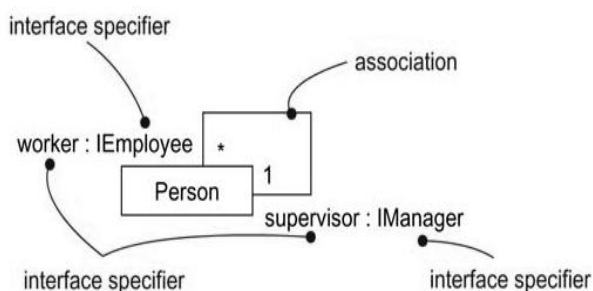 interface specifier
association
worker : IEmployee
*
1
Person
supervisor : IManager
interface specifier
interface specifier